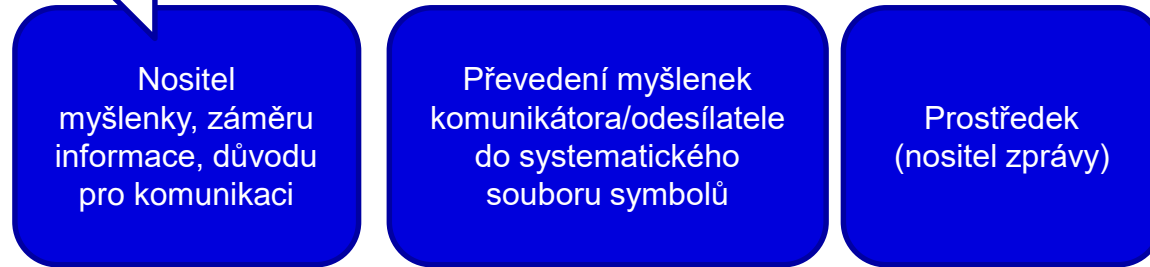 Nositel
myšlenky, záměru
informace, důvodu
pro komunikaci
Převedení myšlenek
komunikátora/odesílatele
do systematického
souboru symbolů
Prostředek
(nositel zprávy)